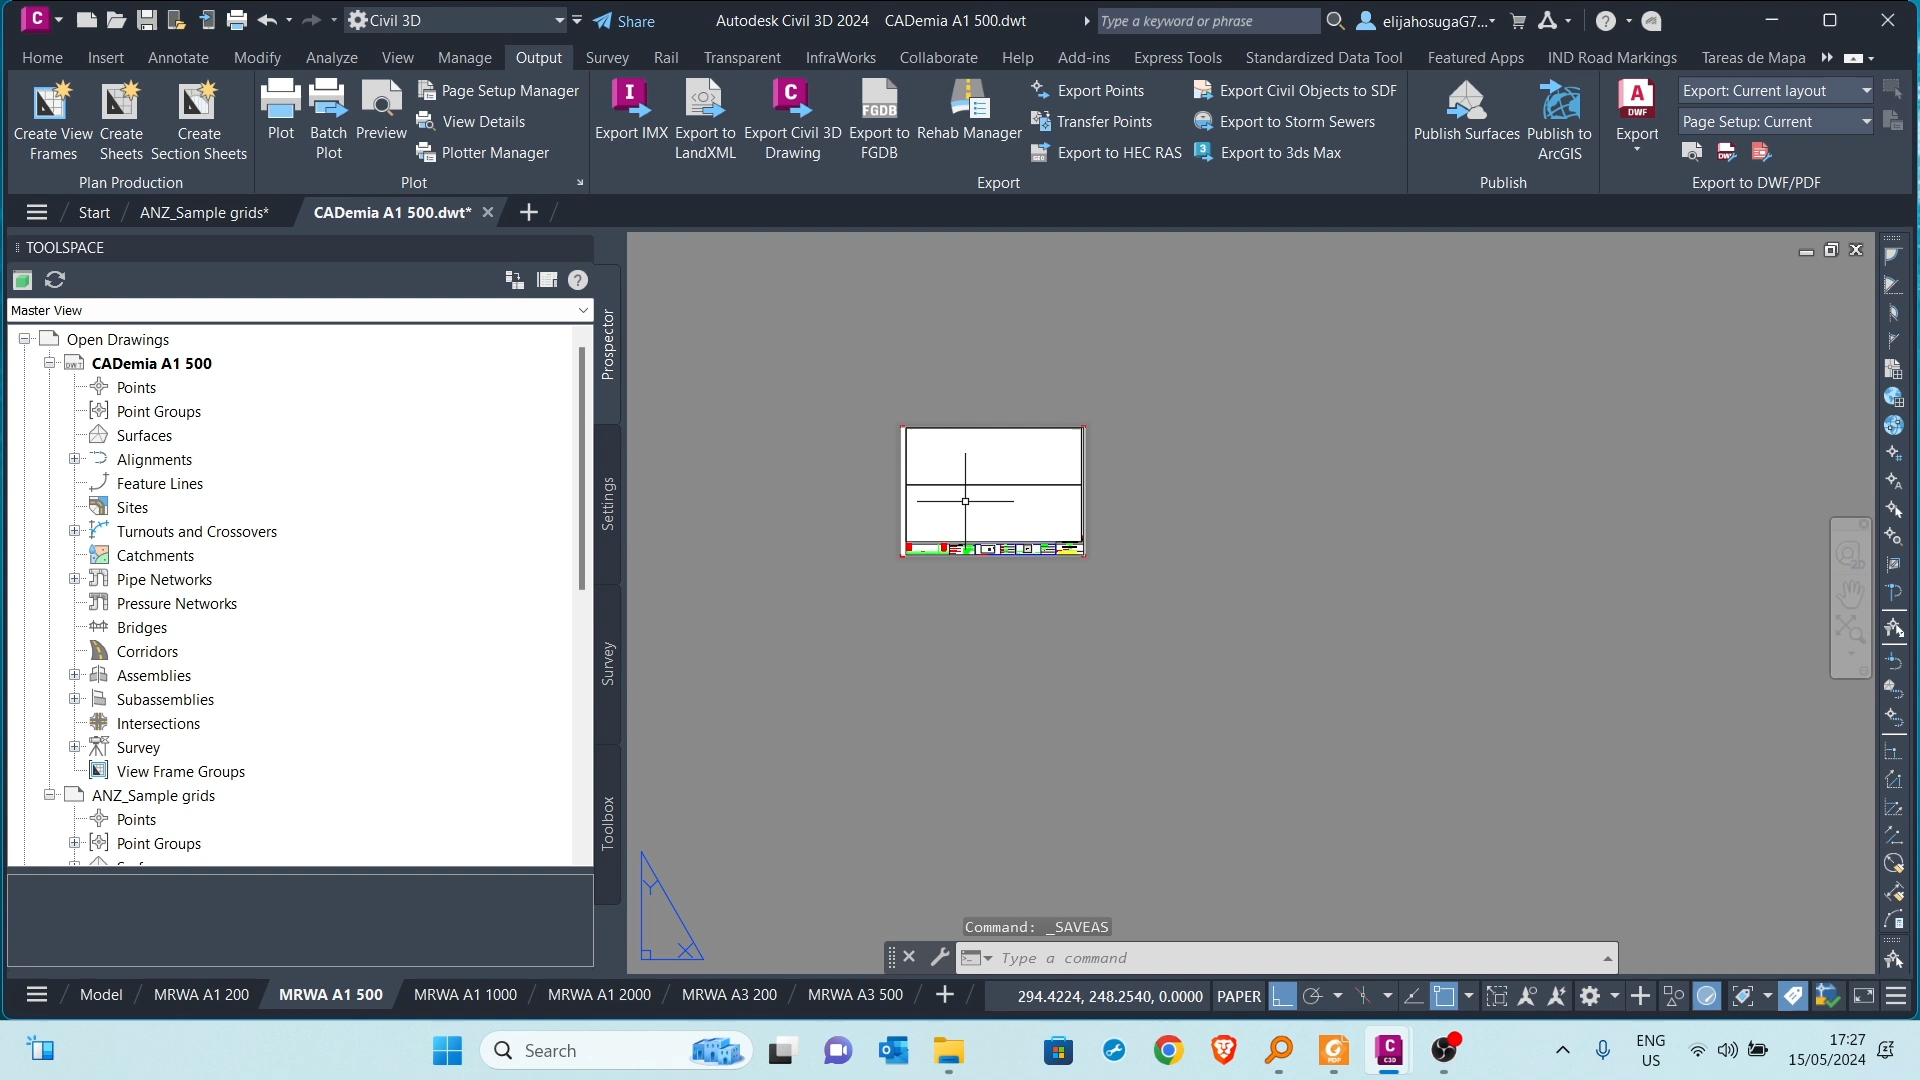 C Civil 3D Share Autodesk Civil 3D 2024 CADemia A1 500.dwt Type a keyword or phrase elijahosugaG7...
Home Insert Annotate Modify Analyze View Manage Output Survey Rail Transparent InfraWorks Collaborate Help Add-ins Express Tools Standardized Data Tool Featured Apps IND Road Markings Tareas de Mapa
Create View Frames
Create Sheets
Create Section Sheets
Plan Production
Plot
Batch Plot
Preview
Page Setup Manager
View Details
Plotter Manager
Plot
Export IMX
Export to LandXML
Export Civil 3D Drawing
FGDB
Export to FGDB
Rehab Manager
Export Points
Transfer Points
Export to HEC RAS
Export Civil Objects to SDF
Export to Storm Sewers
Export to 3ds Max
Export
Publish Surfaces
Publish to ArcGIS
Publish
DWF
Export
Export: Current layout
Page Setup: Current
Export to DWF/PDF
Start ANZ_Sample grids* CADemia A1 500.dwt*
TOOLSPACE
Master View
Open Drawings
CADemia A1 500
Points
Point Groups
Surfaces
Alignments
Feature Lines
Sites
Turnouts and Crossovers
Catchments
Pipe Networks
Pressure Networks
Bridges
Corridors
Assemblies
Subassemblies
Intersections
Survey
View Frame Groups
ANZ_Sample grids
Points
Point Groups
Prospector
Settings
Survey
Toolbox
Y
X
Command: _SAVEAS
Type a command
Model MRWA A1 200 MRWA A1 500 MRWA A1 1000 MRWA A1 2000 MRWA A3 200 MRWA A3 500 294.4224, 248.2540, 0.0000 PAPER
Search
ENG
US
17:27
15/05/2024